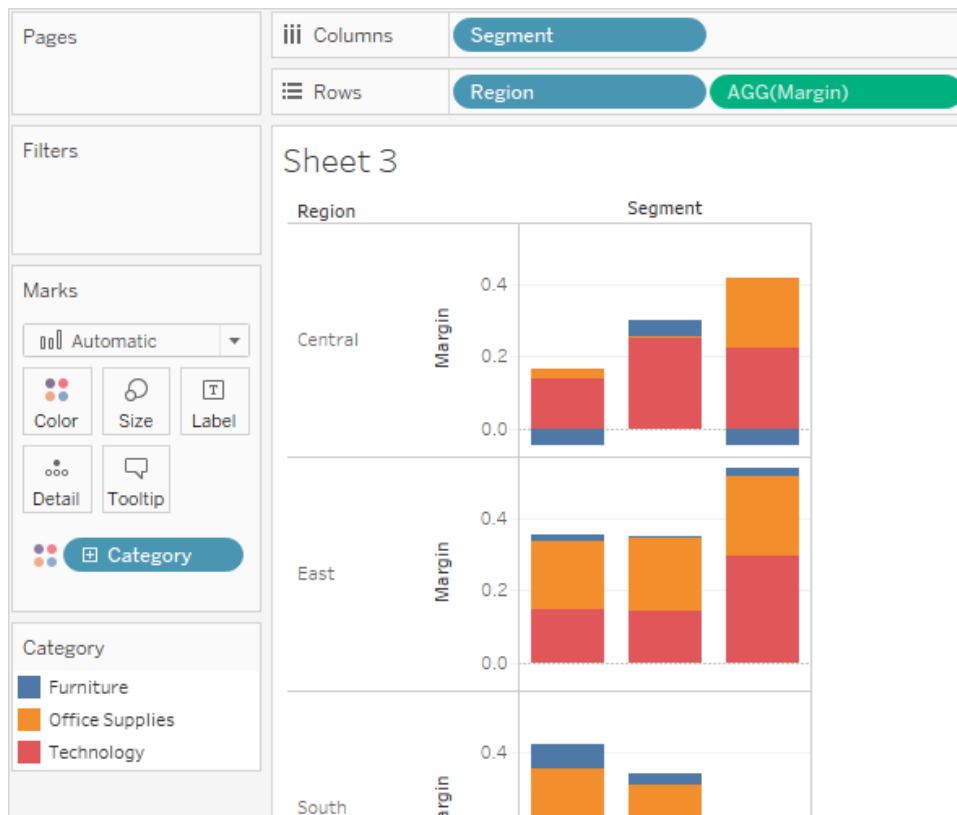 Pages
Columns
Segment
Rows
Region
AGG(Margin)
Filters
Sheet 3
Region
Segment
Marks
Automatic
Color
Size
T
Label
Detail
Tooltip
Category
Central
Margin
0.4
0.2
0.0
East
Margin
0.4
0.2
0.0
South
0.4
Category
Furniture
Office Supplies
Technology